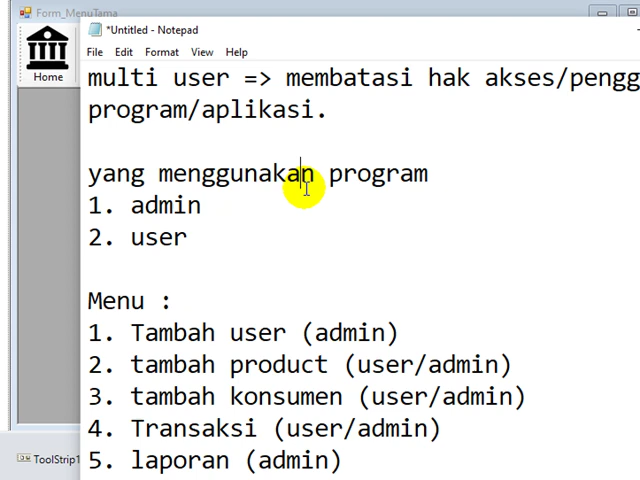 Form_MenuTama
*Untitled - Notepad
File Edit Format View Help
Home
multi user => membatasi hak akses/pengg
program/aplikasi.
yang menggunakan program
1. admin
2. user
Menu :
1. Tambah user (admin)
2. tambah product (user/admin)
3. tambah konsumen (user/admin)
4. Transaksi (user/admin)
5. laporan (admin)
ToolStrip1